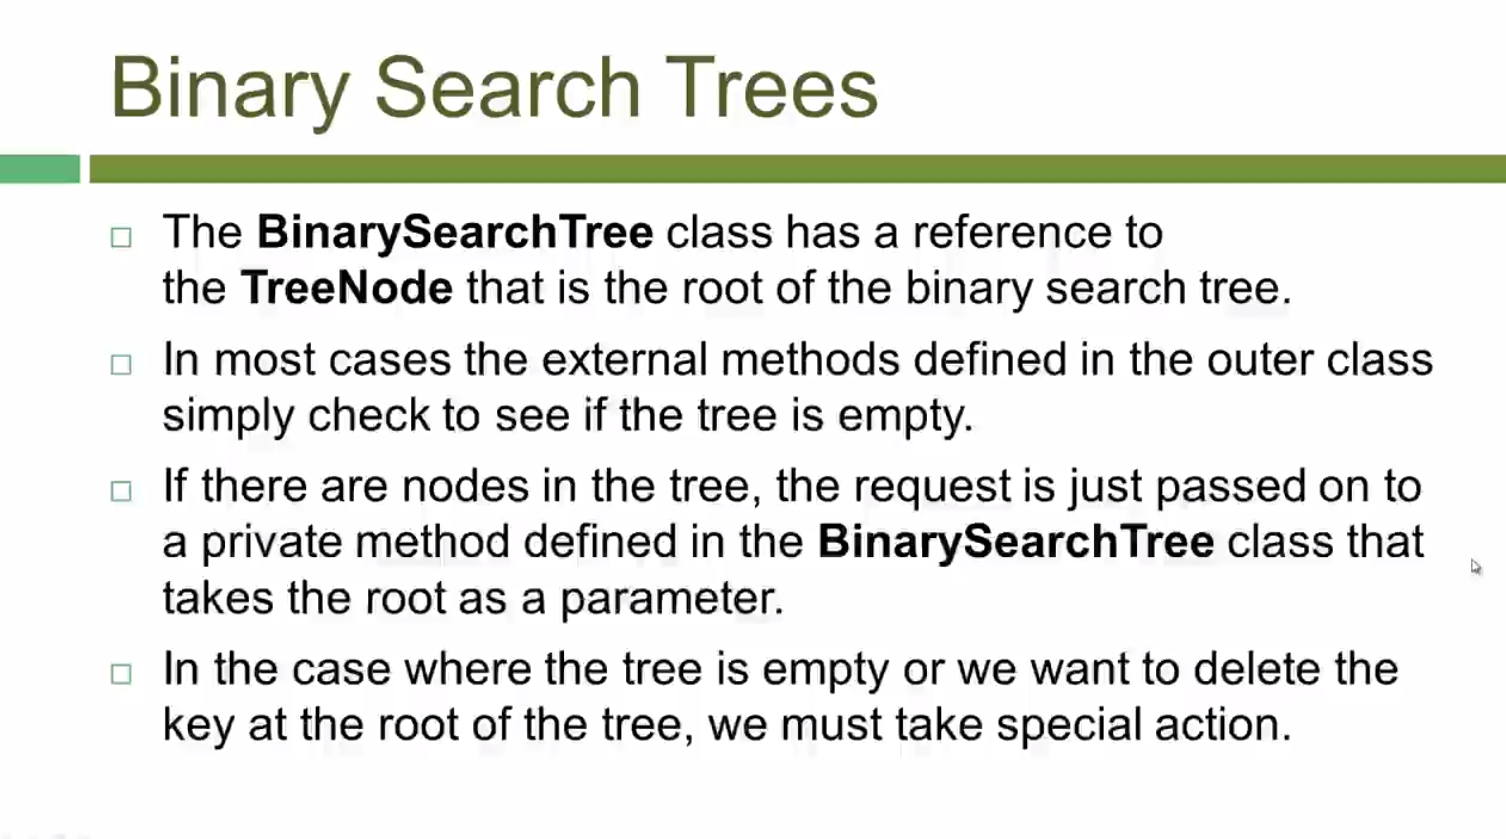 Binary Search Trees
The BinarySearchTree class has a reference to
the TreeNode that is the root of the binary search tree.
In most cases the external methods defined in the outer class
simply check to see if the tree is empty.
If there are nodes in the tree, the request is just passed on to
a private method defined in the BinarySearchTree class that
takes the root as a parameter.
In the case where the tree is empty or we want to delete the
key at the root of the tree, we must take special action.